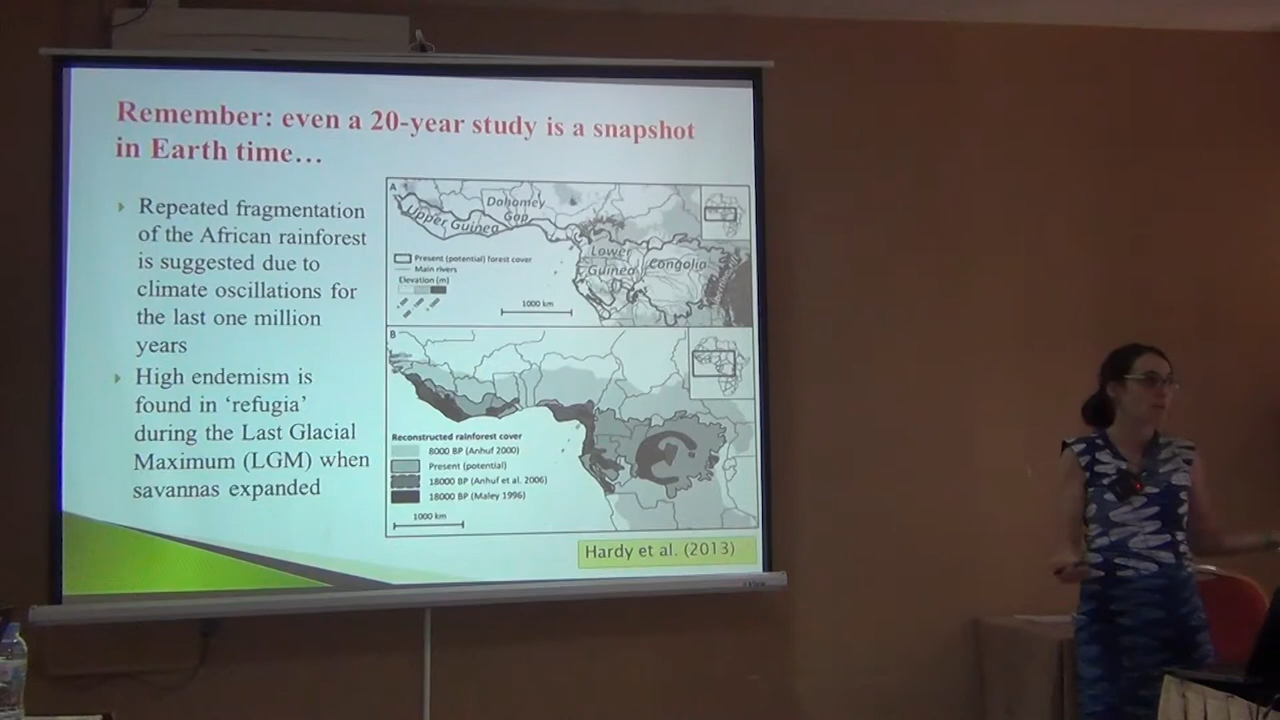 Remember: even a 20-year study is a snapshot
in Earth time…
Repeated fragmentation
of the African rainforest
is suggested due to
climate oscillations for
the last one million
years
High endemism is
found in ‘refugia’
during the Last Glacial
Maximum (LGM) when
savannas expanded
A
Dahomey
Gap
Upper Guinea
Lower
Guinea
Congolia
Present (potential) forest cover
Main rivers
Elevation (m)
1000 km
B
Reconstructed rainforest cover
8000 BP (Anhuf 2000)
Present (potential)
18000 BP (Anhuf et al. 2006)
18000 BP (Maley 1996)
1000 km
Hardy et al. (2013)